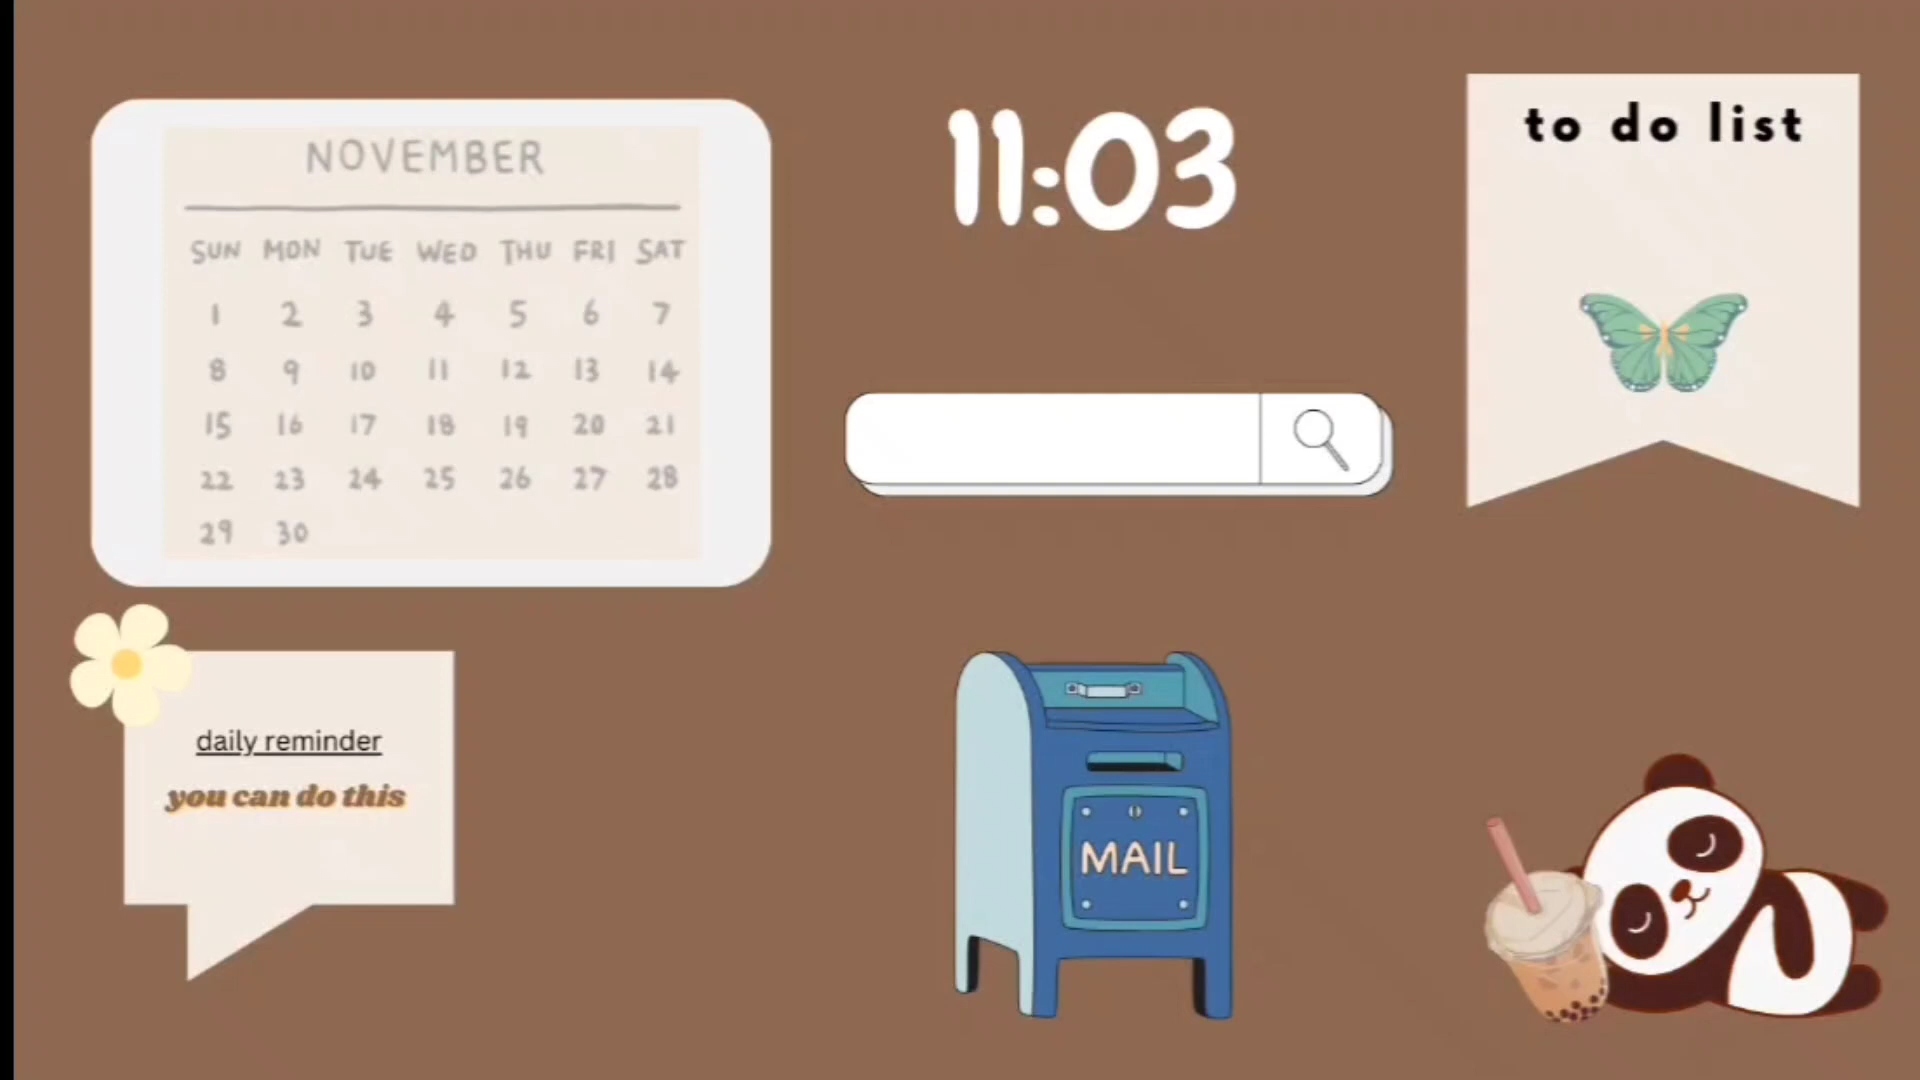 NOVEMBER
SUN MON TUE WED THU FRI SAT
1 2 3 4 5 6 7
8 9 10 11 12 13 14
15 16 17 18 19 20 21
22 23 24 25 26 27 28
29 30
11:03
to do list
daily reminder
you can do this
MAIL